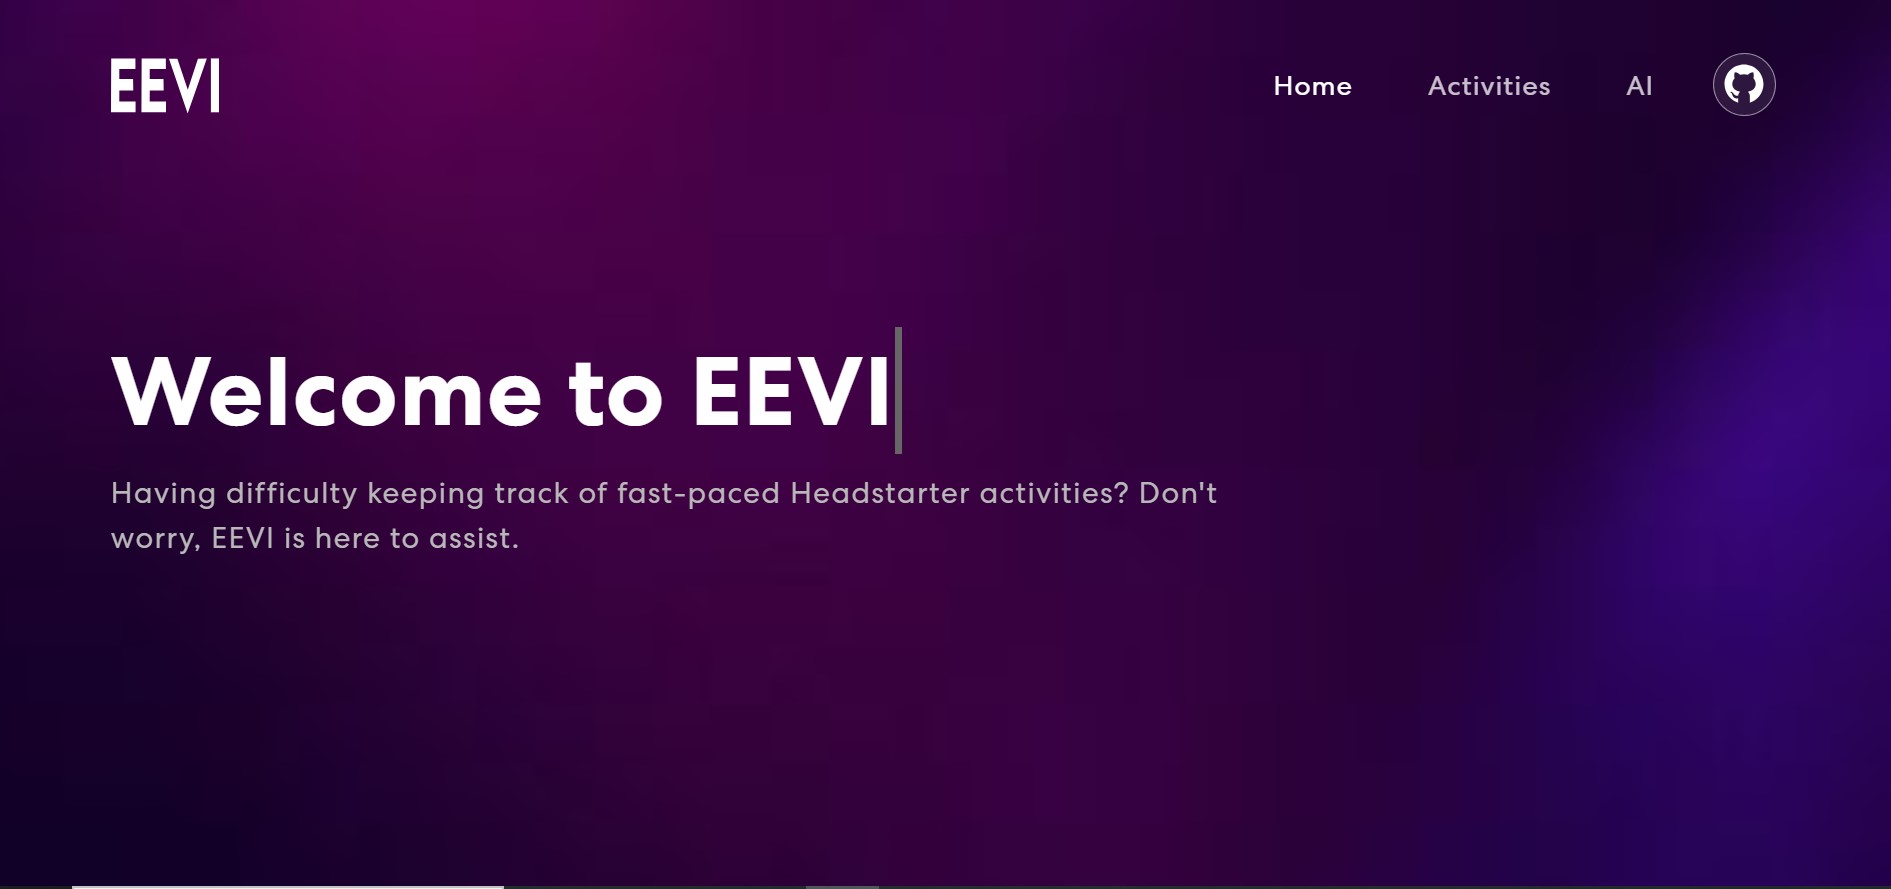 EEVI
Home
Activities
AI
Welcome to EEVI
Having difficulty keeping track of fast-paced Headstarter activities? Don't
worry, EEVI is here to assist.